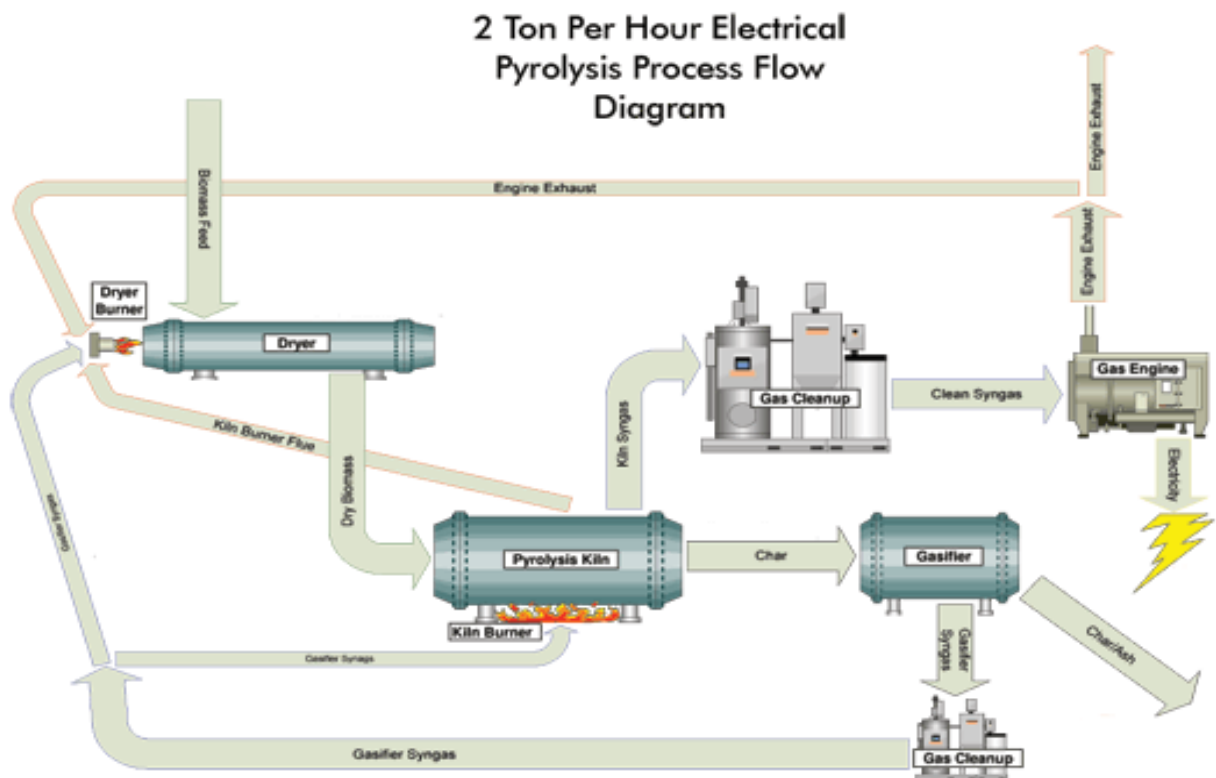 2 Ton Per Hour Electrical
Pyrolysis Process Flow
Diagram
Engine Exhaust
Engine Exhaust
Biomass Feed
Engine Exhaust
Dryer
Burner
Dryer
Gas Engine
Gas Cleanup
Clean Syngas
Kiln Burner Flue
Kiln Syngas
Electricity
Dry Biomass
Gasifier Syngas
Pyrolysis Kiln
Char
Gasifier
Kiln Burner
Gasifier Synags
Gasifier
Syngas
Char/Ash
Gasifier Syngas
Gas Cleanup